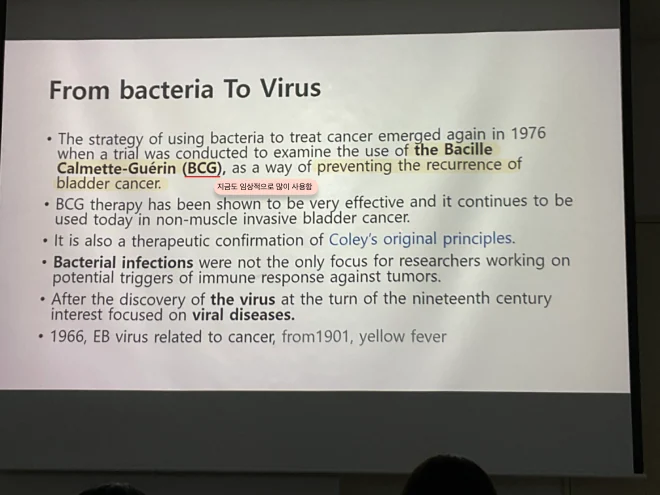 From bacteria To Virus
• The strategy of using bacteria to treat cancer emerged again in 1976
when a trial was conducted to examine the use of the Bacille
Calmette-Guérin (BCG), as a way of preventing the recurrence of
bladder cancer.
지금도 임상적으로 많이 사용함
• BCG therapy has been shown to be very effective and it continues to be
used today in non-muscle invasive bladder cancer.
• It is also a therapeutic confirmation of Coley's original principles.
• Bacterial infections were not the only focus for researchers working on
potential triggers of immune response against tumors.
• After the discovery of the virus at the turn of the nineteenth century
interest focused on viral diseases.
• 1966, EB virus related to cancer, from1901, yellow fever